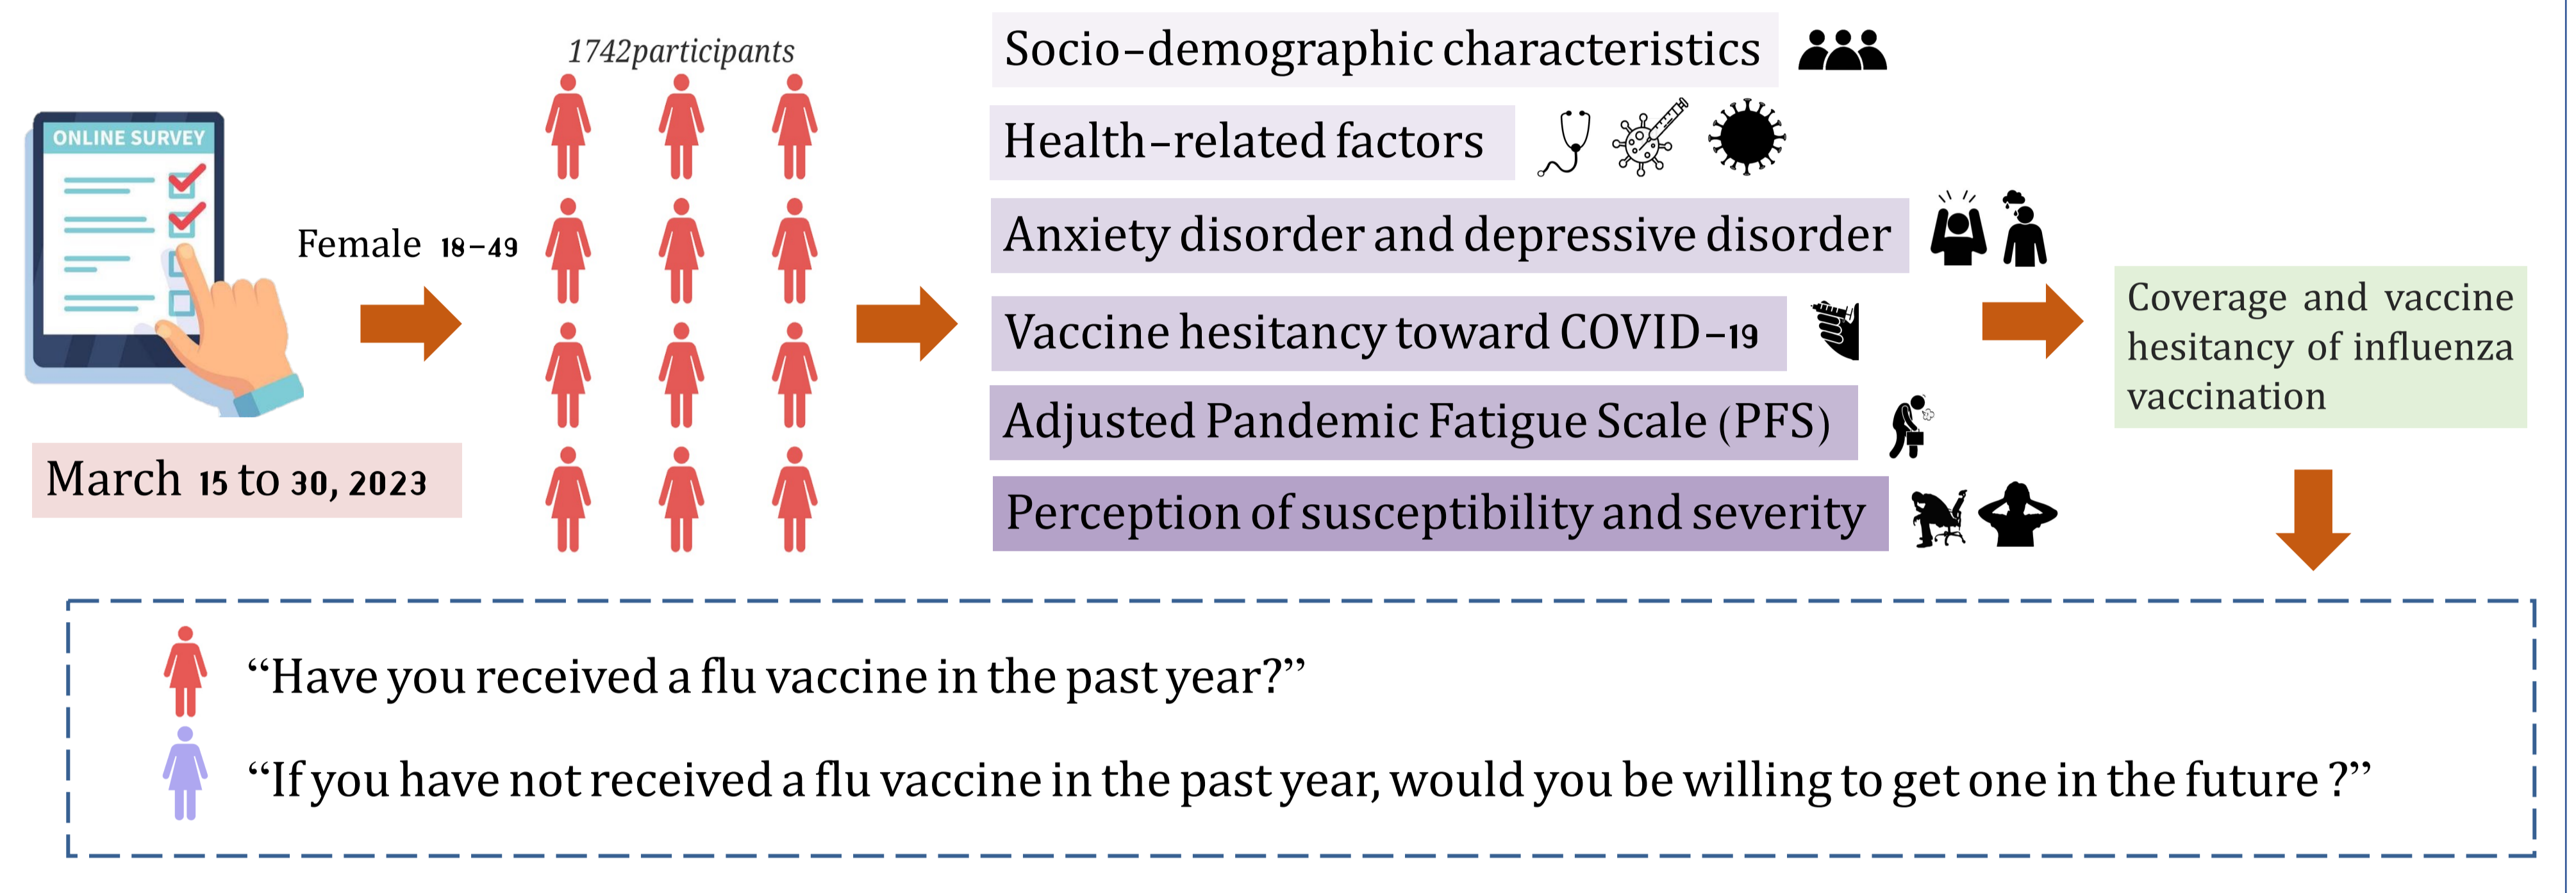 1742participants
ONLINE SURVEY
Female 18-49
March 15 to 30, 2023
Socio-demographic characteristics
Health-related factors
Anxiety disorder and depressive disorder
Vaccine hesitancy toward COVID-19
Adjusted Pandemic Fatigue Scale (PFS)
Perception of susceptibility and severity
Coverage and vaccine
hesitancy of influenza
vaccination
“Have you received a flu vaccine in the past year?”
“If you have not received a flu vaccine in the past year, would you be willing to get one in the future ?”